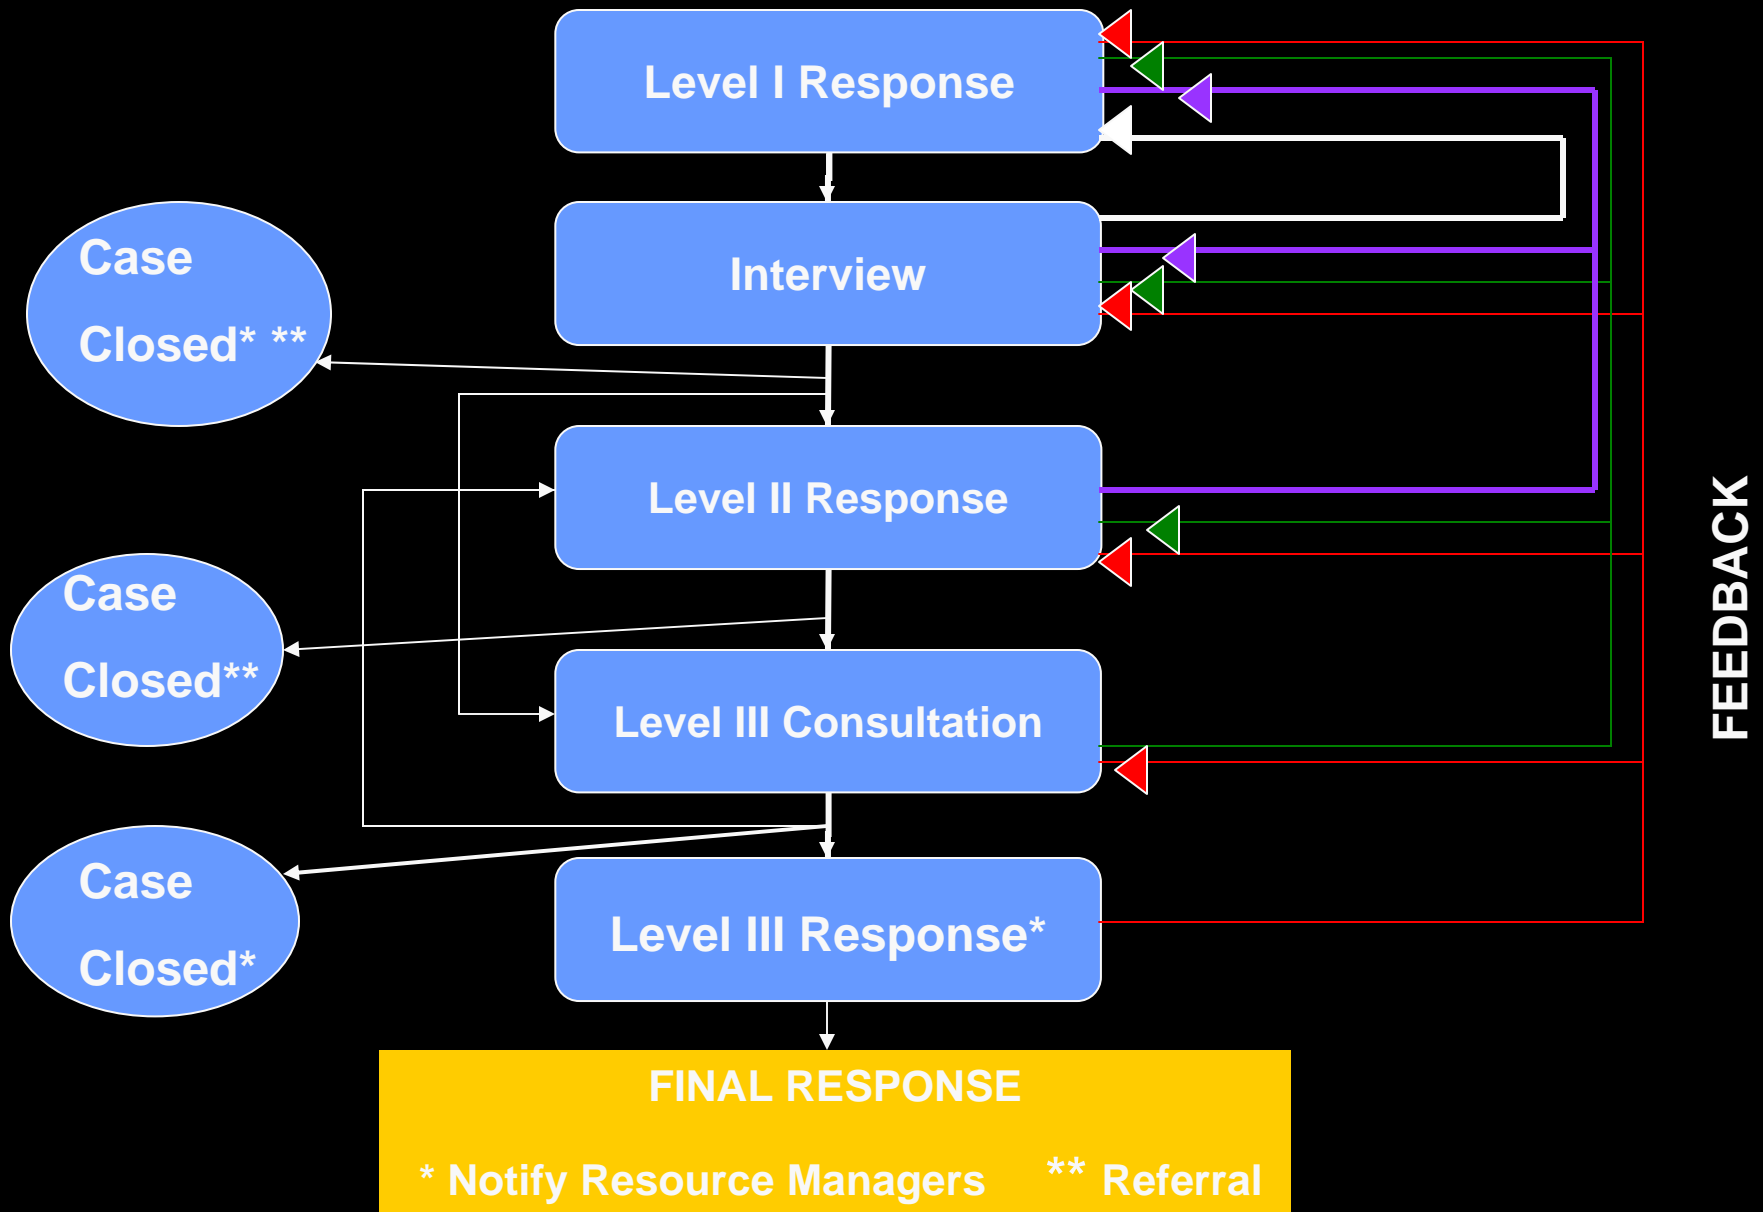 Level I Response
Interview
Case
Closed* **
Level II Response
FEEDBACK
Case
Closed**
Level III Consultation
Case
Closed*
Level III Response*
FINAL RESPONSE
* Notify Resource Managers ** Referral